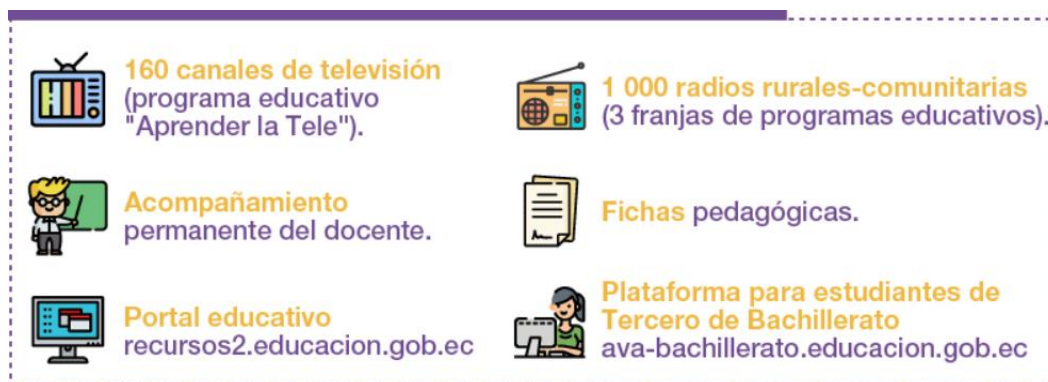 160 canales de televisión
(programa educativo
"Aprender la Tele").
1 000 radios rurales-comunitarias
(3 franjas de programas educativos).
Acompañamiento
permanente del docente.
Fichas pedagógicas.
Portal educativo
recursos2.educacion.gob.ec
Plataforma para estudiantes de
Tercero de Bachillerato
ava-bachillerato.educacion.gob.ec